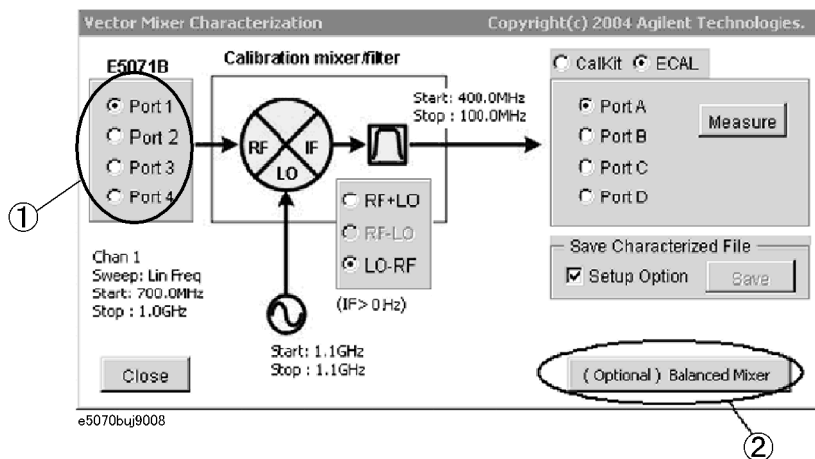 Vector Mixer Characterization Copyright(c) 2004 Agilent Technologies.
E5071B
Port 1
Port 2
Port 3
Port 4
①
Calibration mixer/filter
RF
IF
LO
Start: 400.0MHz
Stop : 100.0MHz
RF+LO
RF-LO
LO-RF
(IF > 0 Hz)
Chan 1
Sweep: Lin Freq
Start: 700.0MHz
Stop : 1.0GHz
Start: 1.1GHz
Stop : 1.1GHz
CalKit ECAL
Port A
Port B
Port C
Port D
Measure
Save Characterized File
Setup Option Save
Close
( Optional ) Balanced Mixer
②
e5070buj9008